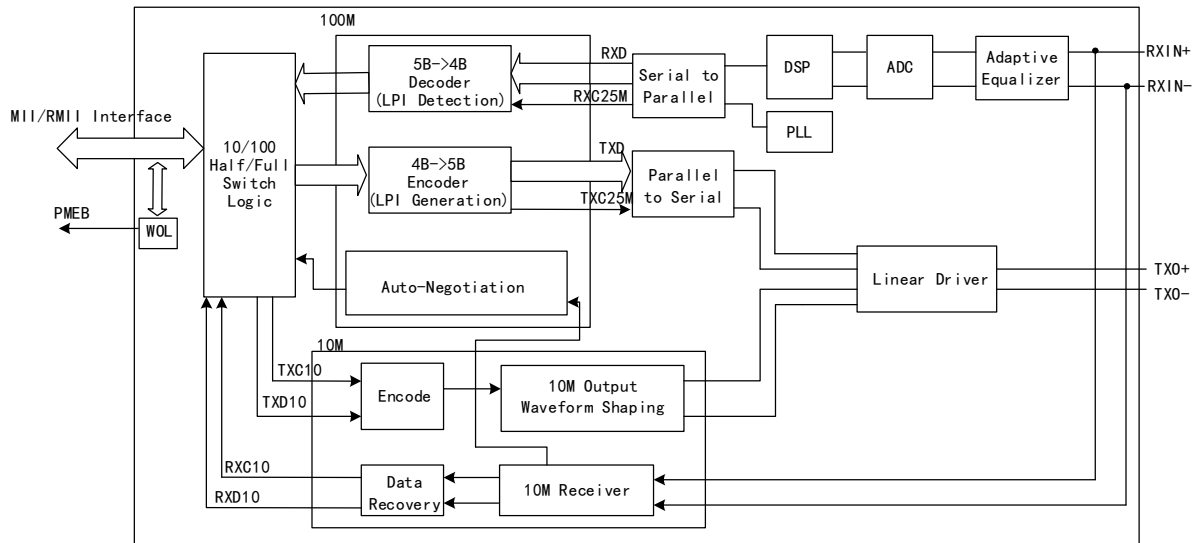 100M
RXIN+
RXIN-
5B->4B
Decoder
(LPI Detection)
RXD
RXC25M
Serial to
Parallel
DSP
ADC
Adaptive
Equalizer
PLL
MII/RMII Interface
10/100
Half/Full
Switch
Logic
4B->5B
Encoder
(LPI Generation)
TXD
TXC25M
Parallel
to Serial
PMEB
WOL
Auto-Negotiation
Linear Driver
TXO+
TXO-
10M
TXC10
TXD10
Encode
10M Output
Waveform Shaping
RXC10
RXD10
Data
Recovery
10M Receiver